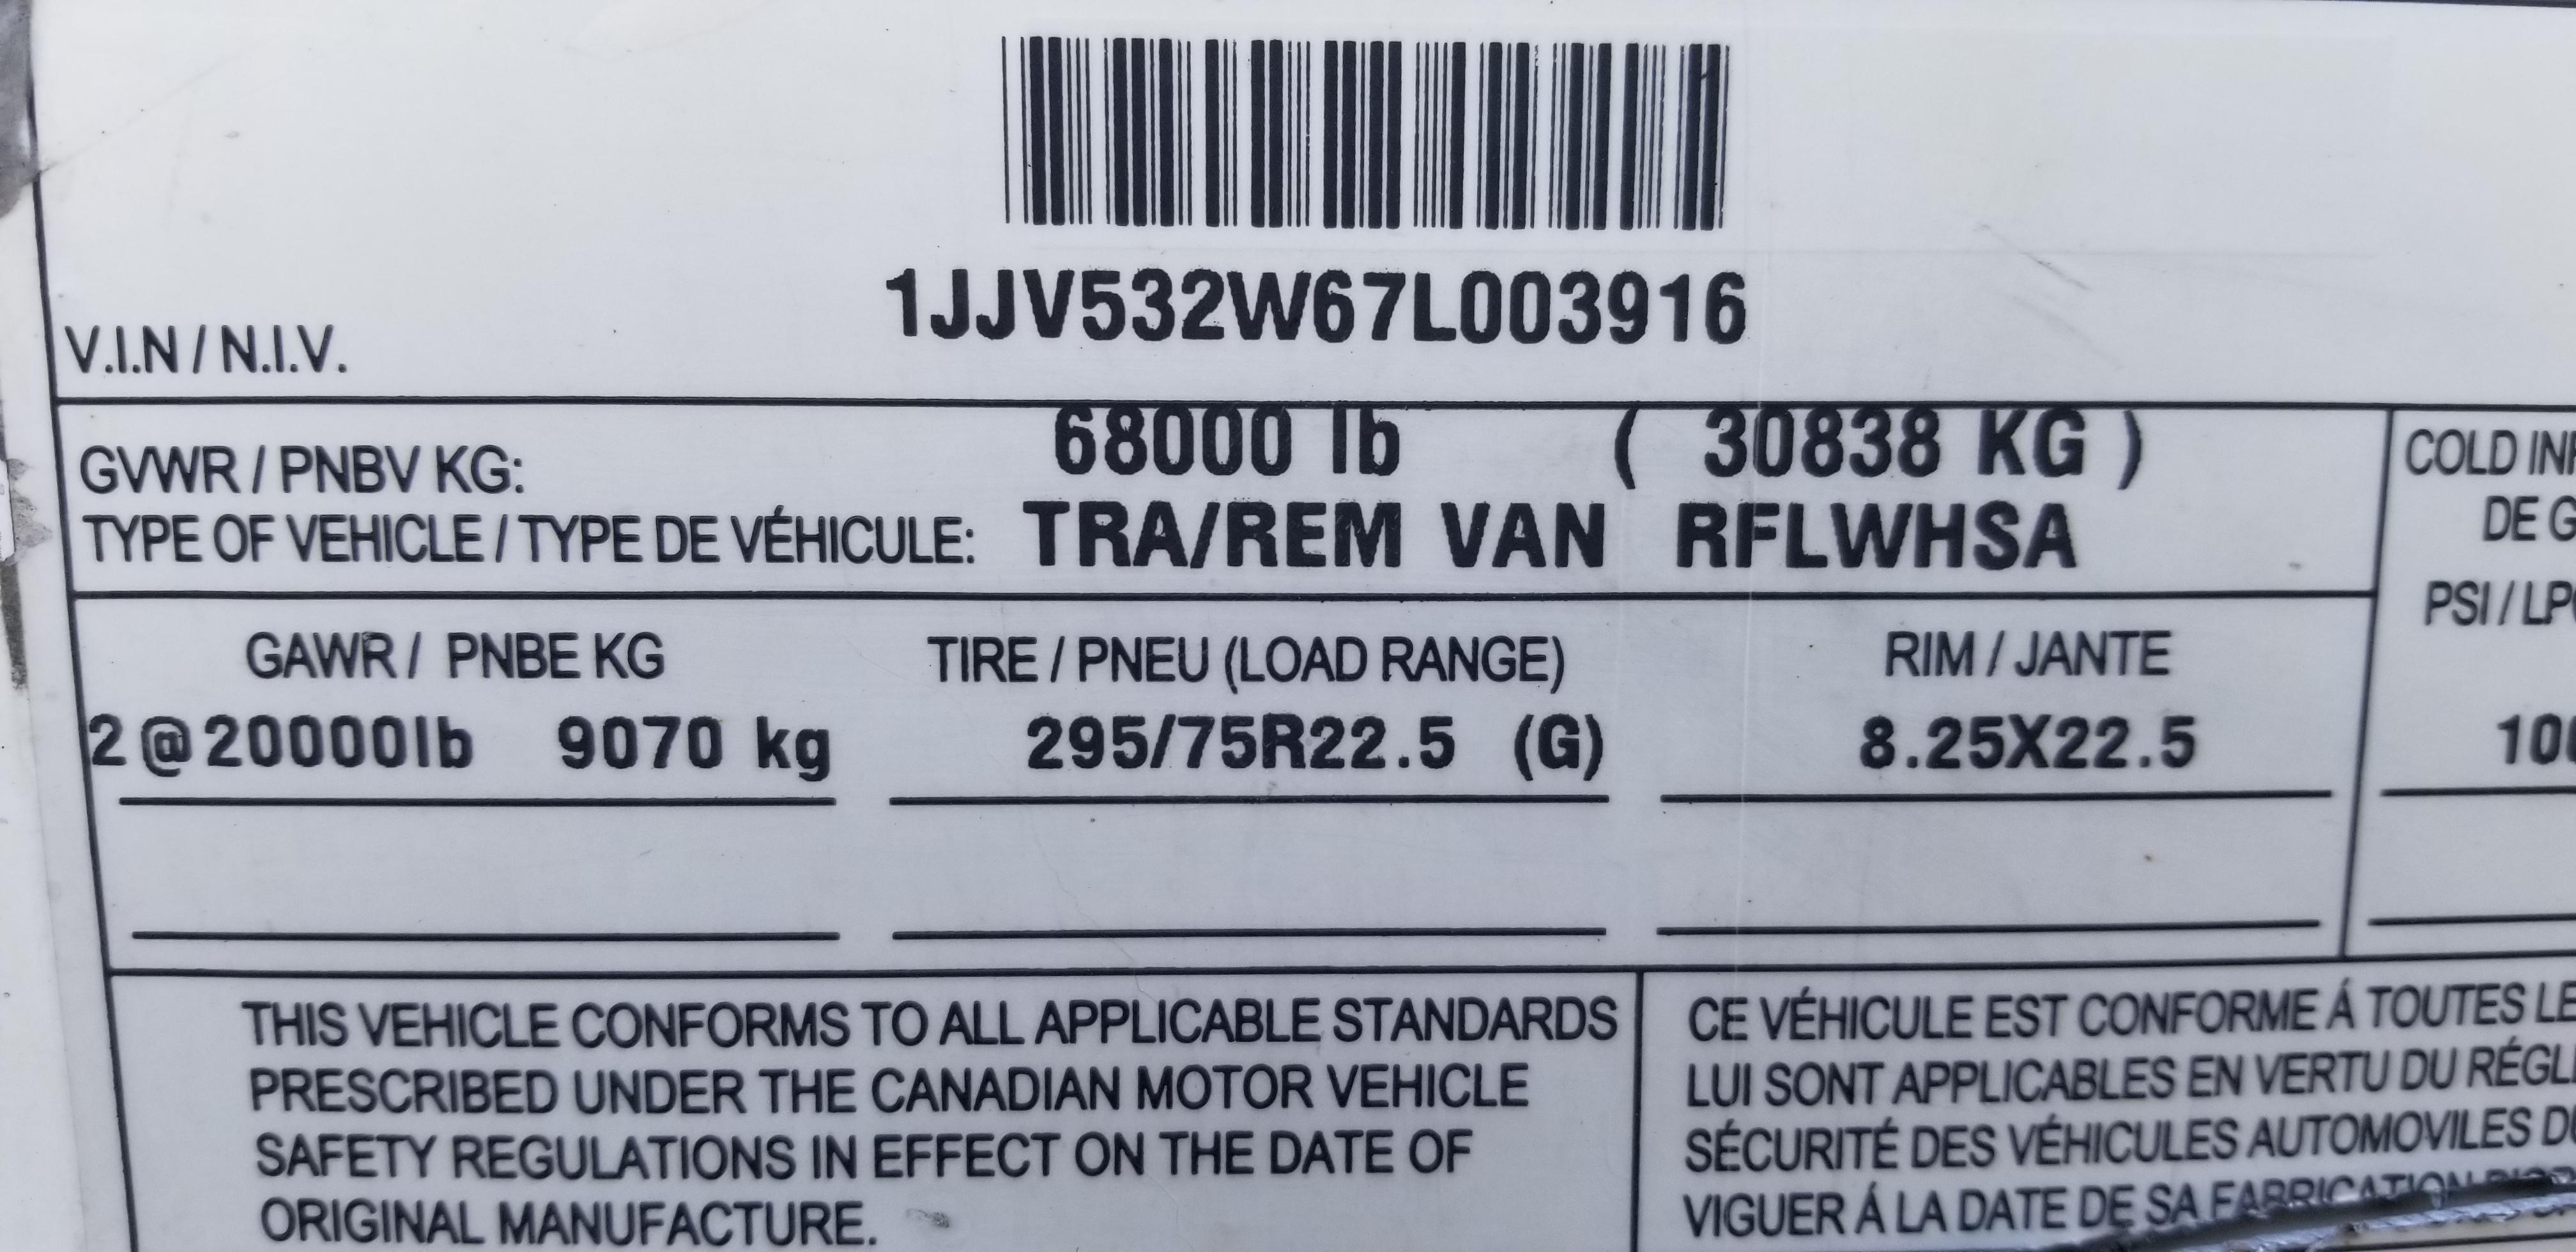 1JJV532W67L003916
V.I.N / N.I.V.
GVWR / PNBV KG: 68000 lb ( 30838 KG )
TYPE OF VEHICLE / TYPE DE VÉHICULE: TRA/REM VAN RFLWHSA
COLD
DE
PSI /
GAWR / PNBE KG TIRE / PNEU (LOAD RANGE) RIM / JANTE
2@20000lb 9070 kg 295/75R22.5 (G) 8.25X22.5
THIS VEHICLE CONFORMS TO ALL APPLICABLE STANDARDS
PRESCRIBED UNDER THE CANADIAN MOTOR VEHICLE
SAFETY REGULATIONS IN EFFECT ON THE DATE OF
ORIGINAL MANUFACTURE.
CE VÉHICULE EST CONFORME Á TOUTES
LUI SONT APPLICABLES EN VERTU DU
SÉCURITÉ DES VÉHICULES AUTOMOVILES
VIGUER Á LA DATE DE SA FABRICATION